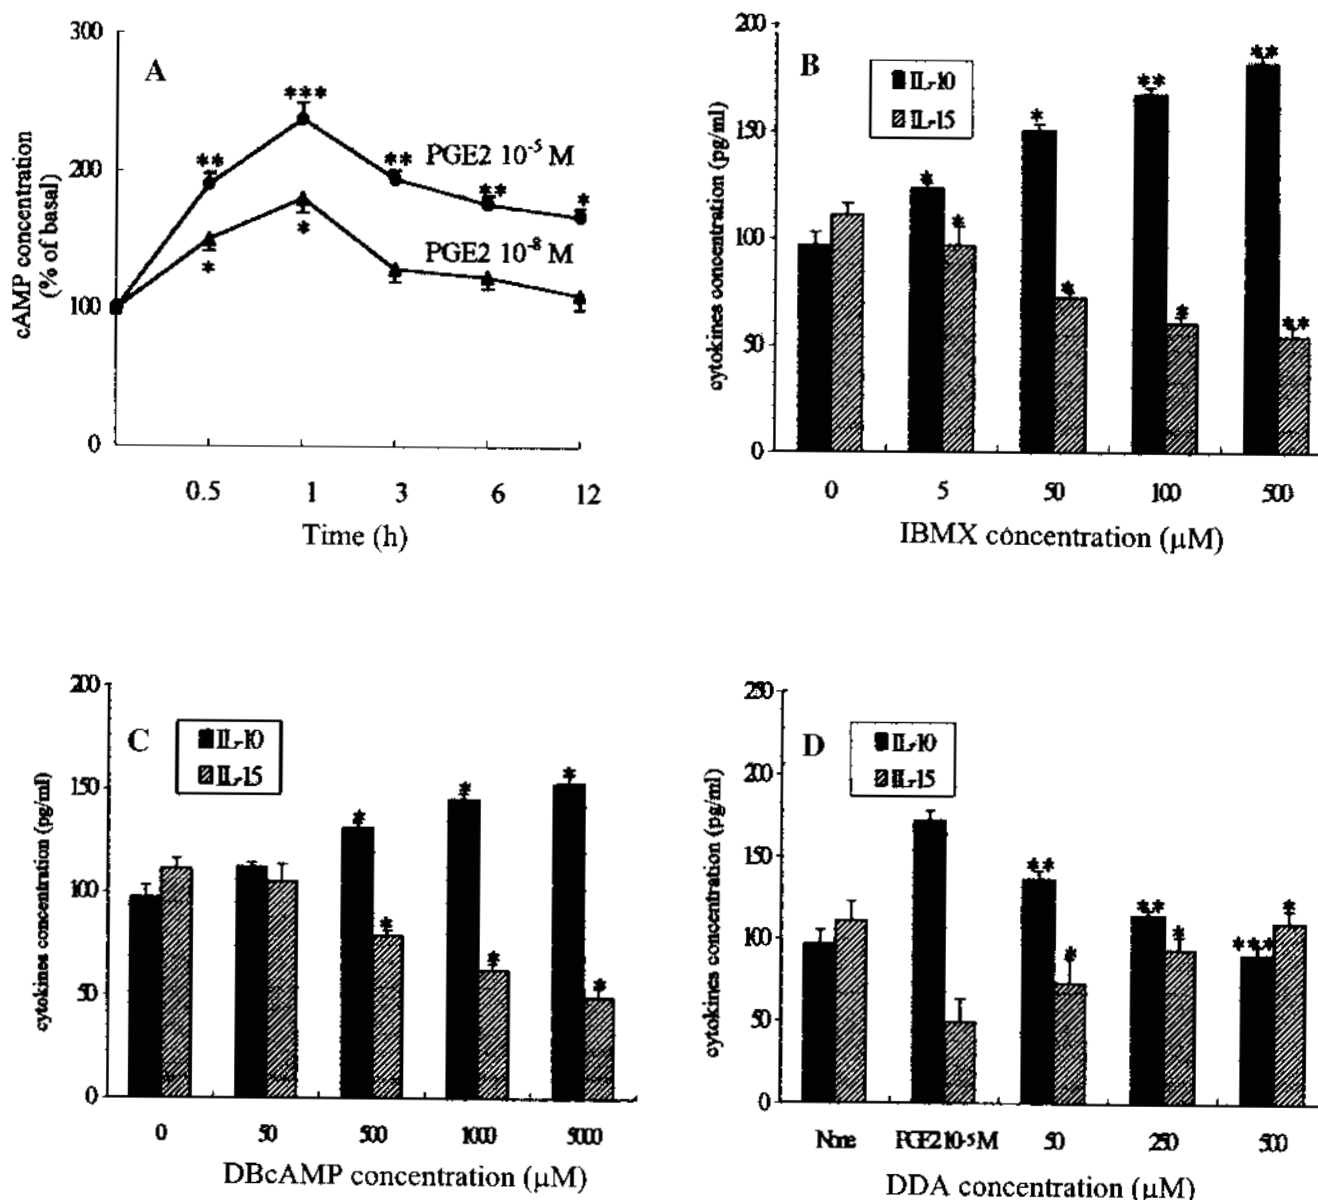 A
300
200
100
0
cAMP concentration
(% of basal)
***
**
**
**
*
*
*
PGE2 10⁻⁵ M
PGE2 10⁻⁸ M
0.5 1 3 6 12
Time (h)
B
IL-10
IL-15
200
150
100
50
0
cytokines concentration (pg/ml)
* * ** **
* * * **
0 5 50 100 500
IBMX concentration (μM)
C
IL-10
IL-15
200
150
100
50
0
cytokines concentration (pg/ml)
* * *
* * *
0 50 500 1000 5000
DBcAMP concentration (μM)
D
IL-10
IL-15
250
200
150
100
50
0
cytokines concentration (pg/ml)
** ** ***
* * *
None PGE2 10-5 M 50 250 500
DDA concentration (μM)